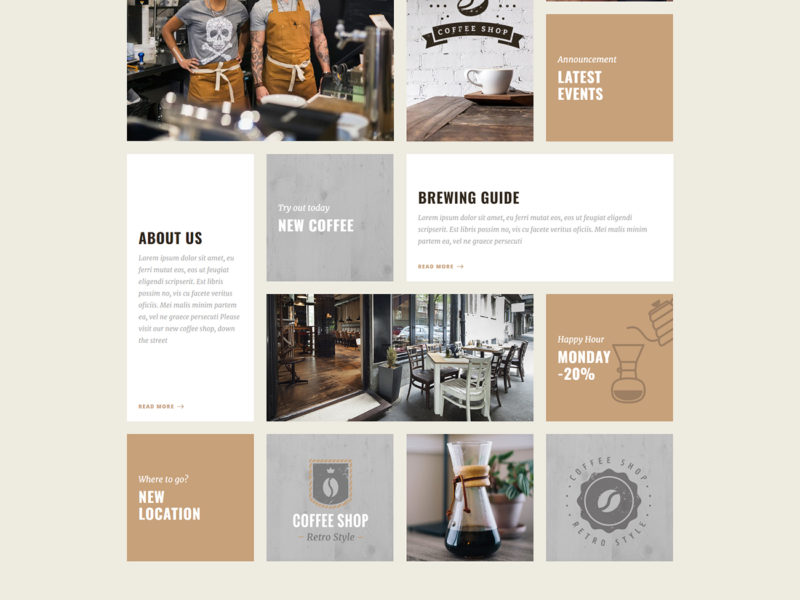 COFFEE SHOP
Announcement
LATEST
EVENTS
ABOUT US
Lorem ipsum dolor sit amet, eu
ferri mutat eos, eos ut feugiat
eligendi scripserit. Est libris
possimo no, vis cu facete veritus
oficiis. Mei malis minim partem
ea, vel ne graece persecuti Please
visit our new coffee shop, down
the street
READ MORE →
Try out today
NEW COFFEE
BREWING GUIDE
Lorem ipsum dolor sit amet, eu ferri mutat eos, eos ut feugiat eligendi
scripserit. Est libris possimo no, vis cu facete veritus oficiis. Mei malis minim
partem ea, vel ne graece persecuti
READ MORE →
Happy Hour
MONDAY
-20%
Where to go?
NEW
LOCATION
COFFEE SHOP
– Retro Style –
COFFEE SHOP
RETRO STYLE